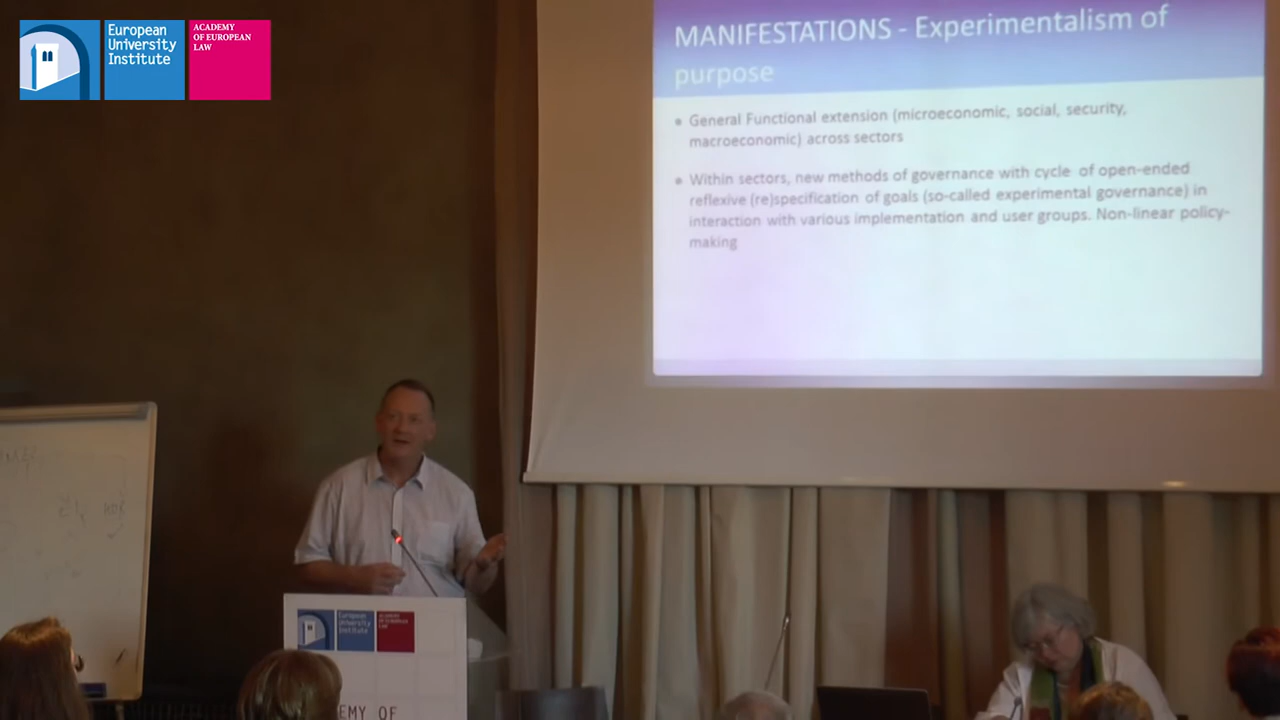 European
University
Institute
ACADEMY
OF EUROPEAN
LAW
MANIFESTATIONS - Experimentalism of
purpose
General Functional extension (microeconomic, social, security,
macroeconomic) across sectors
Within sectors, new methods of governance with cycle of open-ended
reflexive (re)specification of goals (so-called experimental governance) in
interaction with various implementation and user groups. Non-linear policy-
making
European
University
Institute
ACADEMY
OF EUROPEAN
LAW
EMY OF